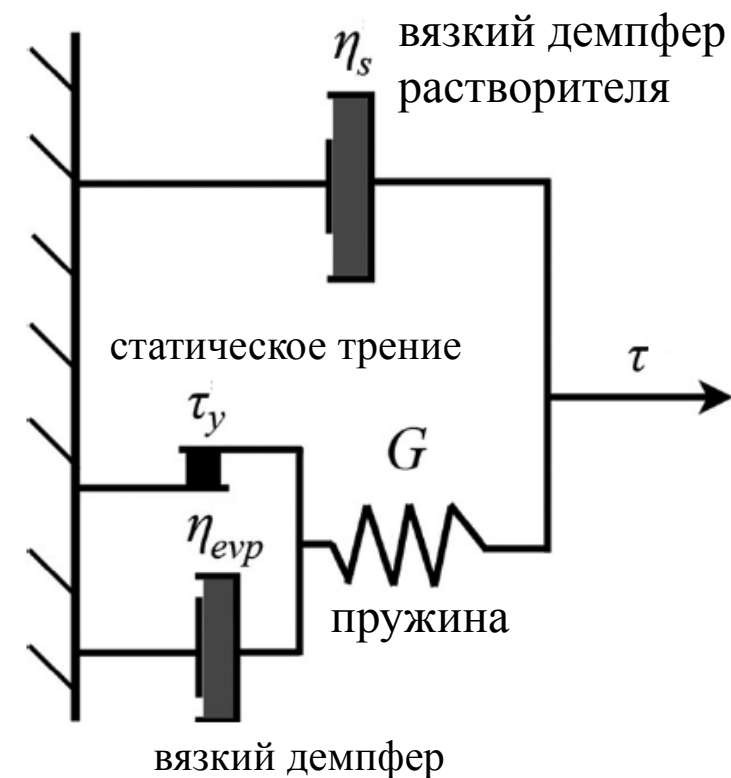 η_s вязкий демпфер
растворителя
статическое трение
τ
τ_y
G
η_evp
пружина
вязкий демпфер